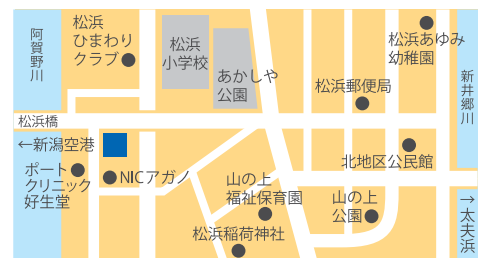 松浜
ひまわり
クラブ
阿賀野川
松浜
小学校
あかしや
公園
松浜あゆみ
幼稚園
松浜郵便局
新井郷川
松浜橋
←新潟空港
ポート
クリニック
好生堂
NICアガノ
北地区公民館
山の上
福祉保育園
山の上
公園
松浜稲荷神社
→太夫浜